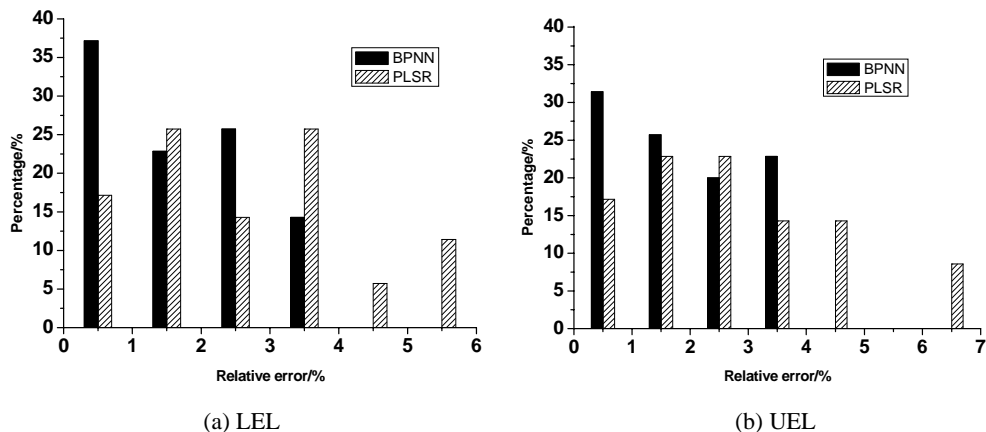 40
35
30
25
20
15
10
5
0
Percentage/%
BPNN
PLSR
0 1 2 3 4 5 6
Relative error/%
(a) LEL
40
35
30
25
20
15
10
5
0
Percentage/%
BPNN
PLSR
0 1 2 3 4 5 6 7
Relative error/%
(b) UEL